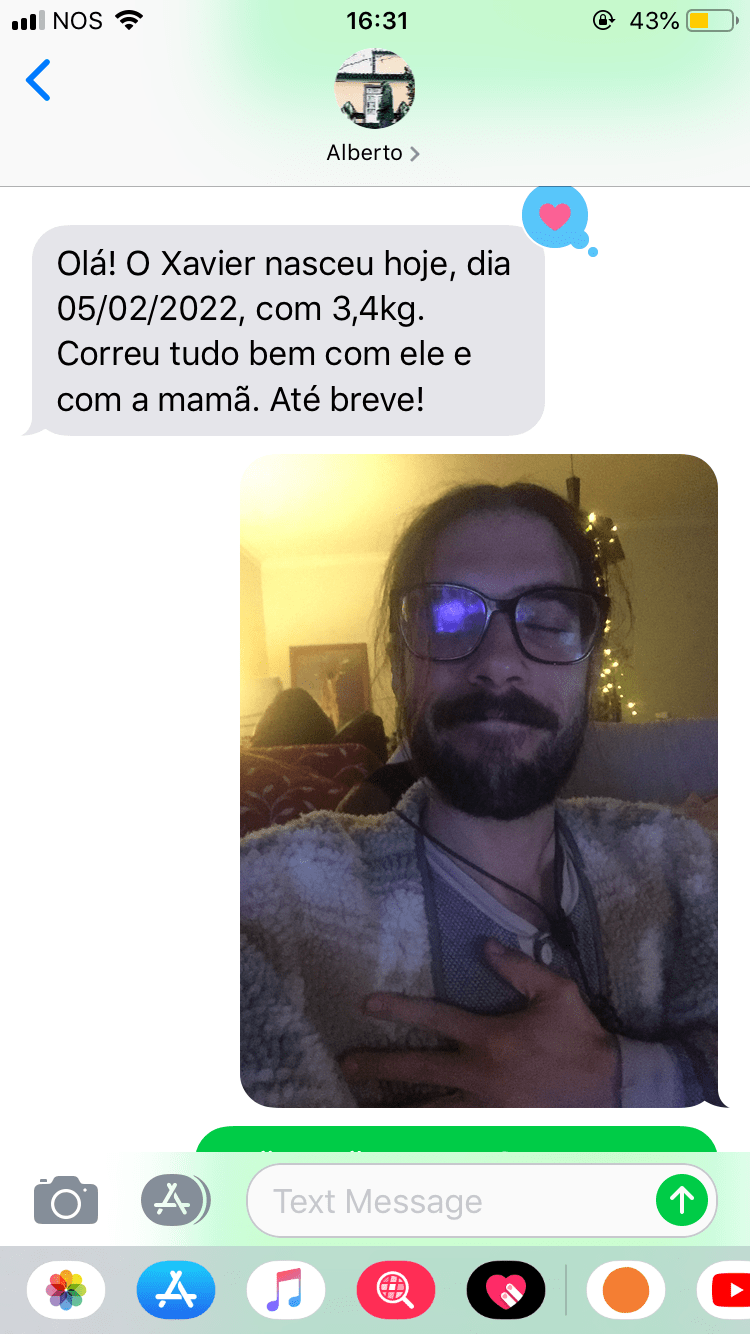 NOS 16:31 43%
Alberto
Olá! O Xavier nasceu hoje, dia
05/02/2022, com 3,4kg.
Correu tudo bem com ele e
com a mamã. Até breve!
Text Message